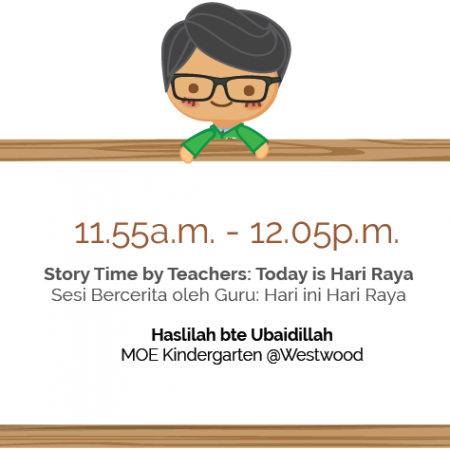 11.55a.m. - 12.05p.m.
Story Time by Teachers: Today is Hari Raya
Sesi Bercerita oleh Guru: Hari ini Hari Raya
Haslilah bte Ubaidillah
MOE Kindergarten @Westwood